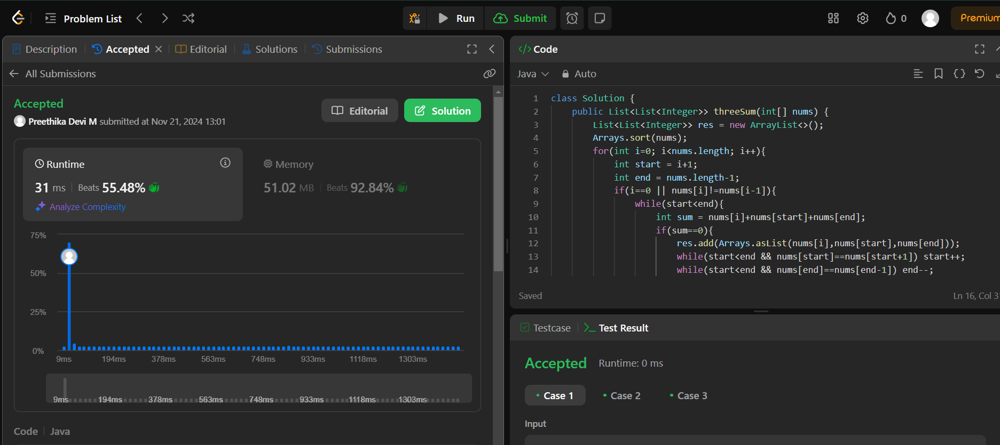 Problem List
Run
Submit
0
Premium
Description
Accepted
Editorial
Solutions
Submissions
All Submissions
Accepted
Editorial
Solution
Preethika Devi M submitted at Nov 21, 2024 13:01
Runtime
31 ms
Beats 55.48%
Analyze Complexity
Memory
51.02 MB
Beats 92.84%
75%
50%
25%
0%
9ms 194ms 378ms 563ms 748ms 933ms 1118ms 1303ms
9ms 194ms 378ms 563ms 748ms 933ms 1118ms 1303ms
Code
Java
</> Code
Java
Auto
1 class Solution {
2 public List<List<Integer>> threeSum(int[] nums) {
3 List<List<Integer>> res = new ArrayList<>();
4 Arrays.sort(nums);
5 for(int i=0; i<nums.length; i++){
6 int start = i+1;
7 int end = nums.length-1;
8 if(i==0 || nums[i]!=nums[i-1]){
9 while(start<end){
10 int sum = nums[i]+nums[start]+nums[end];
11 if(sum==0){
12 res.add(Arrays.asList(nums[i],nums[start],nums[end]));
13 while(start<end && nums[start]==nums[start+1]) start++;
14 while(start<end && nums[end]==nums[end-1]) end--;
Saved
Ln 16, Col 3
Testcase
Test Result
Accepted
Runtime: 0 ms
Case 1
Case 2
Case 3
Input